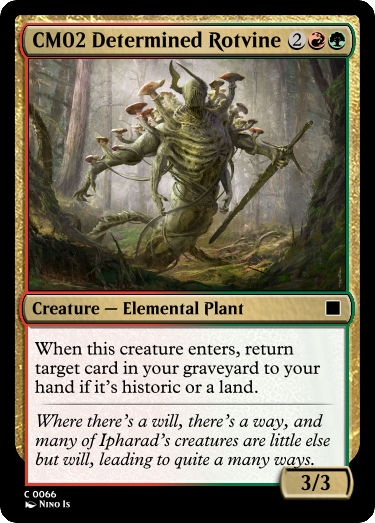 CM02 Determined Rotvine 2
Creature — Elemental Plant
When this creature enters, return
target card in your graveyard to your
hand if it's historic or a land.
Where there's a will, there's a way, and
many of Ipharad's creatures are little else
but will, leading to quite a many ways.
3/3
C 0066
Nino Is